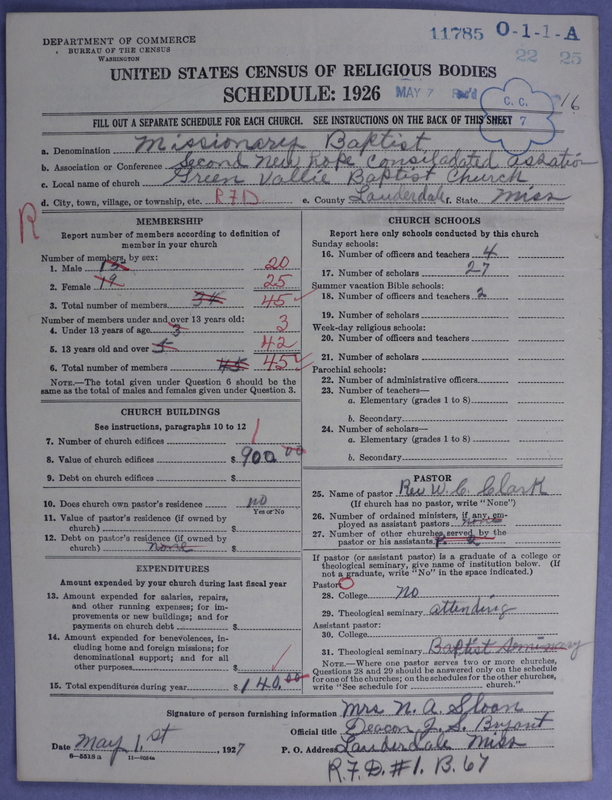 DEPARTMENT OF COMMERCE
BUREAU OF THE CENSUS
WASHINGTON
11785 O-1-1-A
22 25
UNITED STATES CENSUS OF RELIGIOUS BODIES
SCHEDULE: 1926
MAY 7 Rec'd
C. C.
7
16
FILL OUT A SEPARATE SCHEDULE FOR EACH CHURCH. SEE INSTRUCTIONS ON THE BACK OF THIS SHEET
a. Denomination Missionary Baptist
b. Association or Conference Second New hope Consiladated Assation
c. Local name of church Green Vallie Baptist Church
d. City, town, village, or township, etc. R7D e. County Lauderdale f. State Miss
R
MEMBERSHIP
Report number of members according to definition of member in your church
Number of members, by sex:
1. Male 15 20
2. Female 19 25
3. Total number of members 34 45
Number of members under and over 13 years old:
4. Under 13 years of age 3 3
5. 13 years old and over 5 42
6. Total number of members 45 45
NOTE.—The total given under Question 6 should be the same as the total of males and females given under Question 3.
CHURCH BUILDINGS
See instructions, paragraphs 10 to 12
7. Number of church edifices 1
8. Value of church edifices $ 900 00
9. Debt on church edifices $
10. Does church own pastor's residence no
Yes or No
11. Value of pastor's residence (if owned by church) $
12. Debt on pastor's residence (if owned by church) none $
EXPENDITURES
Amount expended by your church during last fiscal year
13. Amount expended for salaries, repairs, and other running expenses; for improvements or new buildings; and for payments on church debt $
14. Amount expended for benevolences, including home and foreign missions; for denominational support; and for all other purposes $
15. Total expenditures during year $ 140.00
CHURCH SCHOOLS
Report here only schools conducted by this church
Sunday schools:
16. Number of officers and teachers 4
17. Number of scholars 27
Summer vacation Bible schools:
18. Number of officers and teachers 2
19. Number of scholars
Week-day religious schools:
20. Number of officers and teachers
21. Number of scholars
Parochial schools:
22. Number of administrative officers
23. Number of teachers—
a. Elementary (grades 1 to 8)
b. Secondary
24. Number of scholars—
a. Elementary (grades 1 to 8)
b. Secondary
PASTOR
25. Name of pastor Rev W. C. Clark
(If church has no pastor, write "None")
26. Number of ordained ministers, if any, employed as assistant pastors none
27. Number of other churches served by the pastor or his assistants 2
If pastor (or assistant pastor) is a graduate of a college or theological seminary, give name of institution below. (If not a graduate, write "No" in the space indicated.)
Pastor:
28. College No
29. Theological seminary attending
Assistant pastor:
30. College
31. Theological seminary Baptist Seminary
NOTE.—Where one pastor serves two or more churches, Questions 28 and 29 should be answered only on the schedule for one of the churches; on the schedules for the other churches, write "See schedule for church."
Signature of person furnishing information Mrs N. A. Sloan
Official title Deacon J. S. Bryant
Date May 1.st, 1927 P. O. Address Lauderdale Miss
8-5518a 11-9024a
R.F.D. #1. B. 67